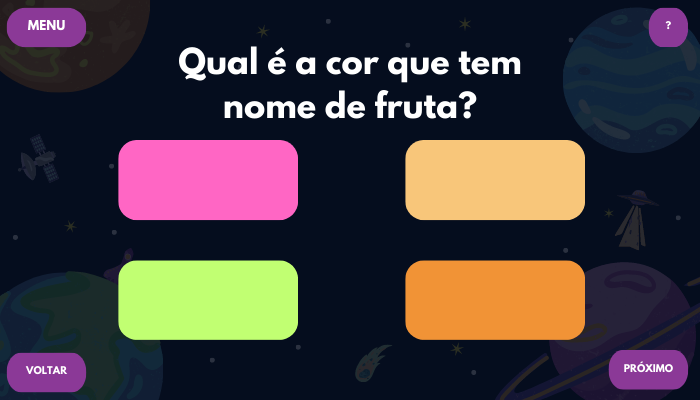 MENU
?
Qual é a cor que tem
nome de fruta?
VOLTAR
PRÓXIMO